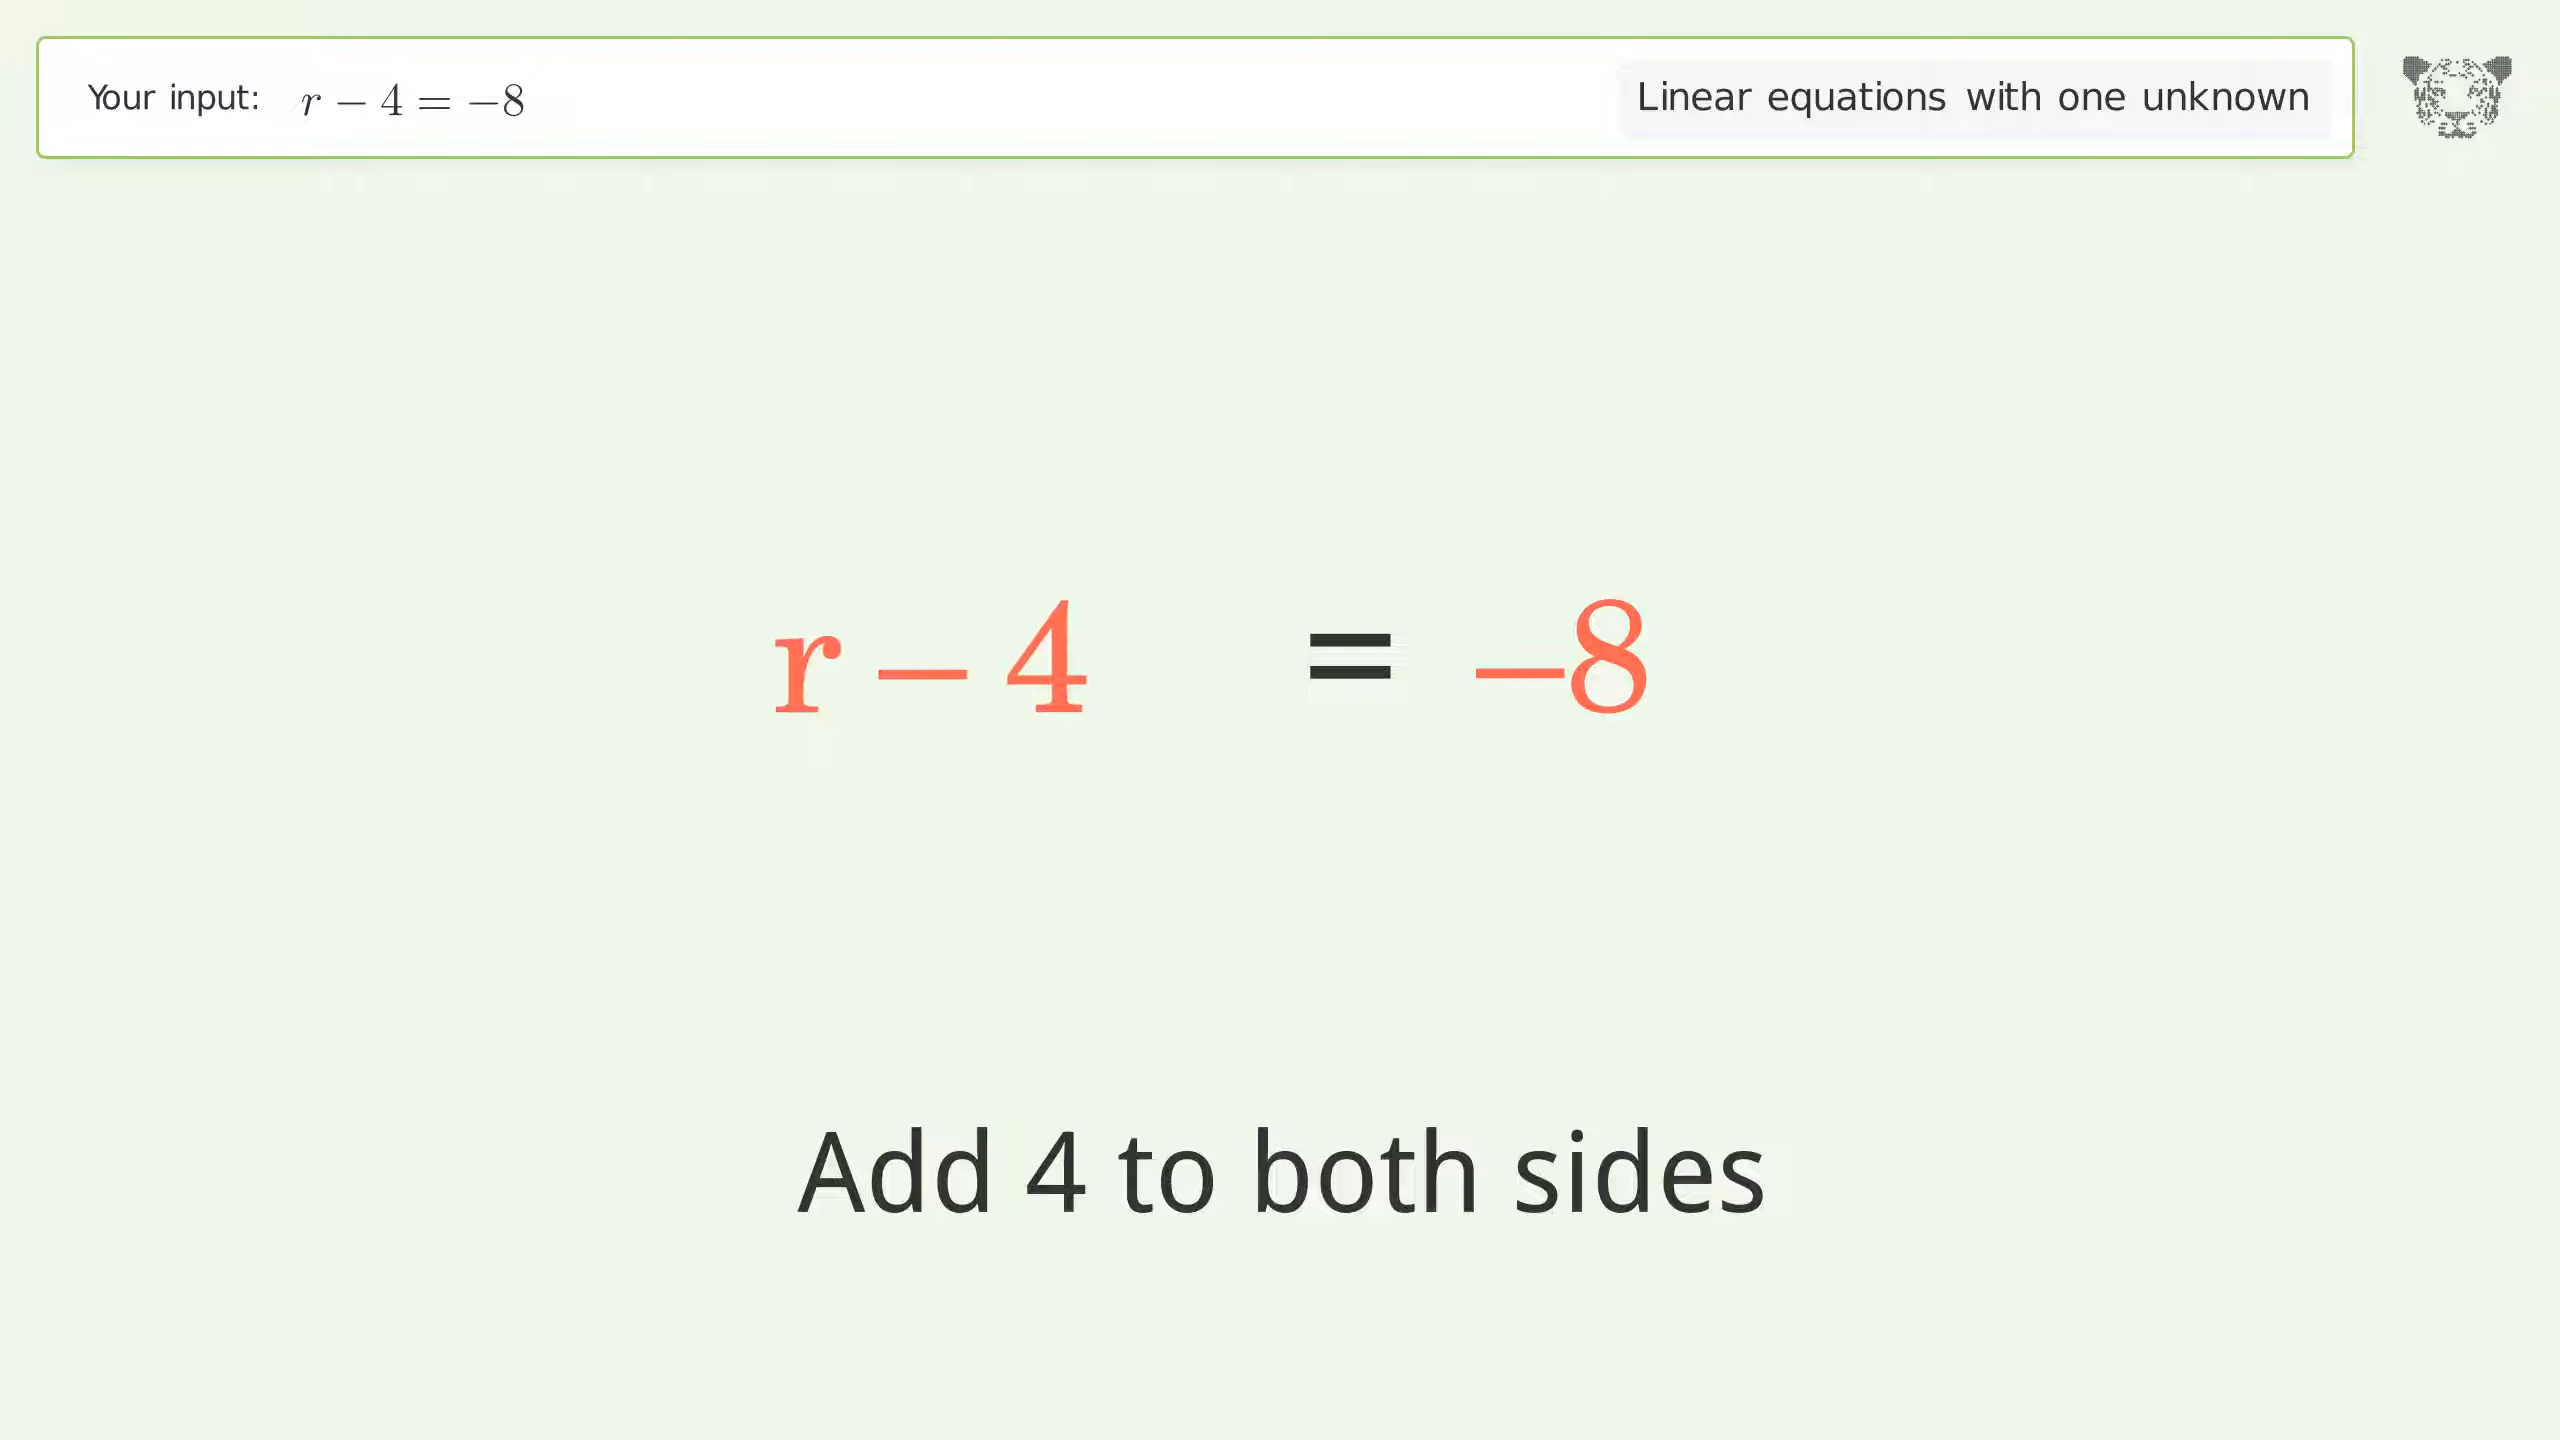 Your input: r − 4 = −8
Linear equations with one unknown
r − 4 = −8
Add 4 to both sides